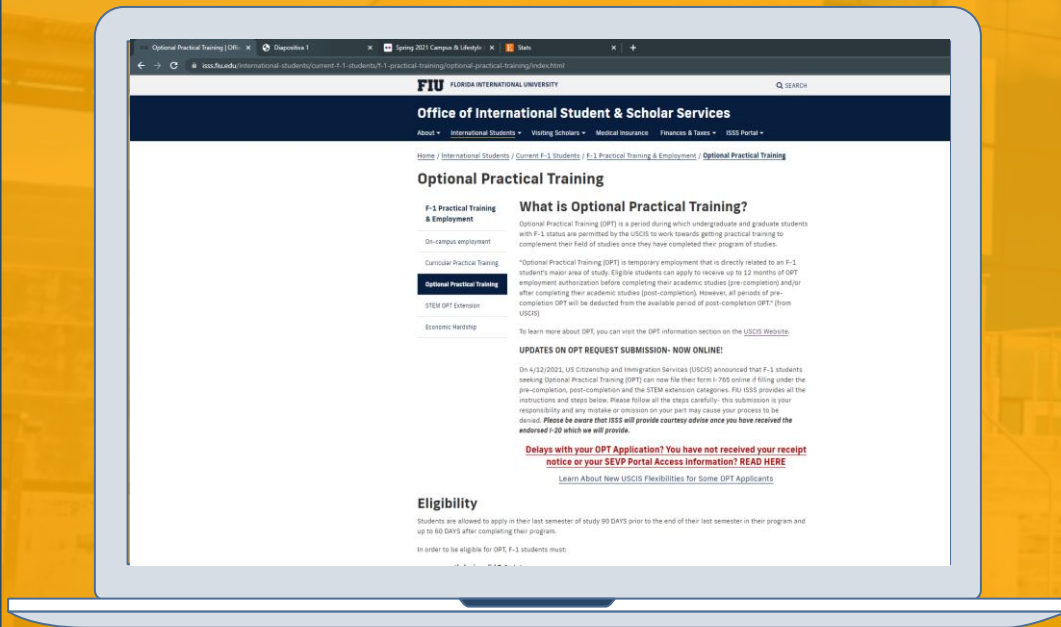 Optional Practical Training | Offi
Diapositiva 1
Spring 2021 Campus & Lifestyle
Stats
isss.fiu.edu/international-students/current-f-1-students/f-1-practical-training/optional-practical-training/index.html
FIU FLORIDA INTERNATIONAL UNIVERSITY
SEARCH
Office of International Student & Scholar Services
About International Students Visiting Scholars Medical Insurance Finances & Taxes ISSS Portal
Home / International Students / Current F-1 Students / F-1 Practical Training & Employment / Optional Practical Training
Optional Practical Training
F-1 Practical Training
& Employment
On-campus employment
Curricular Practical Training
Optional Practical Training
STEM OPT Extension
Economic Hardship
What is Optional Practical Training?
Optional Practical Training (OPT) is a period during which undergraduate and graduate students
with F-1 status are permitted by the USCIS to work towards getting practical training to
complement their field of studies once they have completed their program of studies.
"Optional Practical Training (OPT) is temporary employment that is directly related to an F-1
student's major area of study. Eligible students can apply to receive up to 12 months of OPT
employment authorization before completing their academic studies (pre-completion) and/or
after completing their academic studies (post-completion). However, all periods of pre-
completion OPT will be deducted from the available period of post-completion OPT." (from
USCIS)
To learn more about OPT, you can visit the OPT information section on the USCIS Website.
UPDATES ON OPT REQUEST SUBMISSION- NOW ONLINE!
On 4/12/2021, US Citizenship and Immigration Services (USCIS) announced that F-1 students
seeking Optional Practical Training (OPT) can now file their form I-765 online if filling under the
pre-completion, post-completion and the STEM extension categories. FIU ISSS provides all the
instructions and steps below. Please follow all the steps carefully- this submission is your
responsibility and any mistake or omission on your part may cause your process to be
denied. Please be aware that ISSS will provide courtesy advise once you have received the
endorsed I-20 which we will provide.
Delays with your OPT Application? You have not received your receipt
notice or your SEVP Portal Access Information? READ HERE
Learn About New USCIS Flexibilities for Some OPT Applicants
Eligibility
Students are allowed to apply in their last semester of study 90 DAYS prior to the end of their last semester in their program and
up to 60 DAYS after completing their program.
In order to be eligible for OPT, F-1 students must: